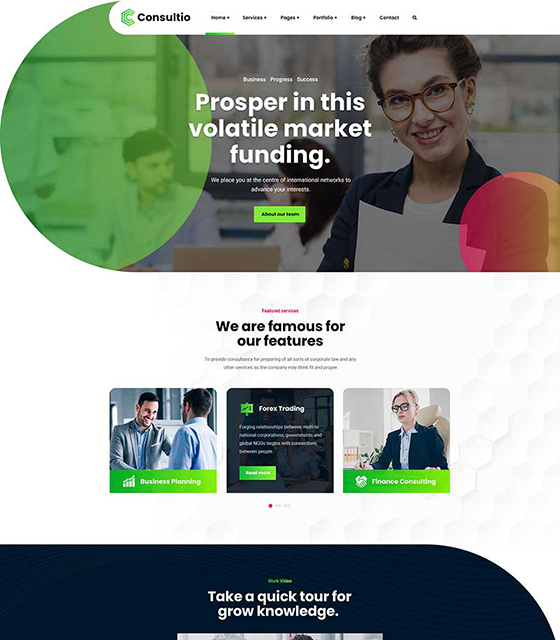 Consultio
Home + Services + Pages + Portfolio + Blog + Contact
Business Progress Success
Prosper in this
volatile market
funding.
We place you at the centre of international networks to
advance your interests.
About our team
Featured services
We are famous for
our features
To provide consultancy for preparing of all sorts of corporate law and any
other services as the company may think fit and proper
Business Planning
Forex Trading
Forging relationships between multi to
national corporations, governments and
global NGOs begins with connections
between people.
Read more
Finance Consulting
Work Video
Take a quick tour for
grow knowledge.